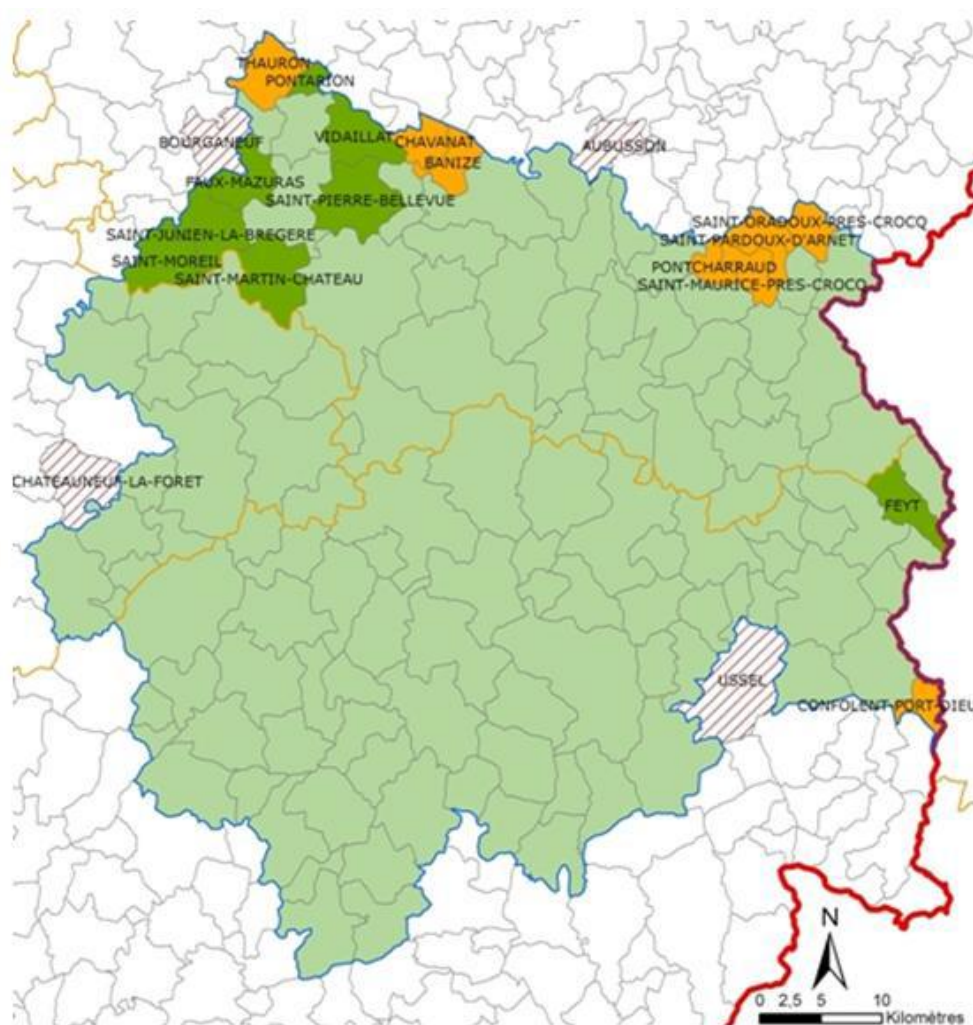 THAURON
PONTARION
BOURGANEUF
VIDAILLAT
CHAVANAT
AUBUSSON
BANIZE
FAUX-MAZURAS
SAINT-PIERRE-BELLEVUE
SAINT-ORADOUX-PRES-CROCQ
SAINT-JUNIEN-LA-BREGERE
SAINT-PARDOUX-D'ARNET
SAINT-MOREIL
PONTCHARRAUD
SAINT-MARTIN-CHATEAU
SAINT-MAURICE-PRES-CROCQ
CHATEAUNEUF-LA-FORET
FEYT
USSEL
CONFOLENT-PORT-DIEU
N
0 2,5 5 10
Kilomètres